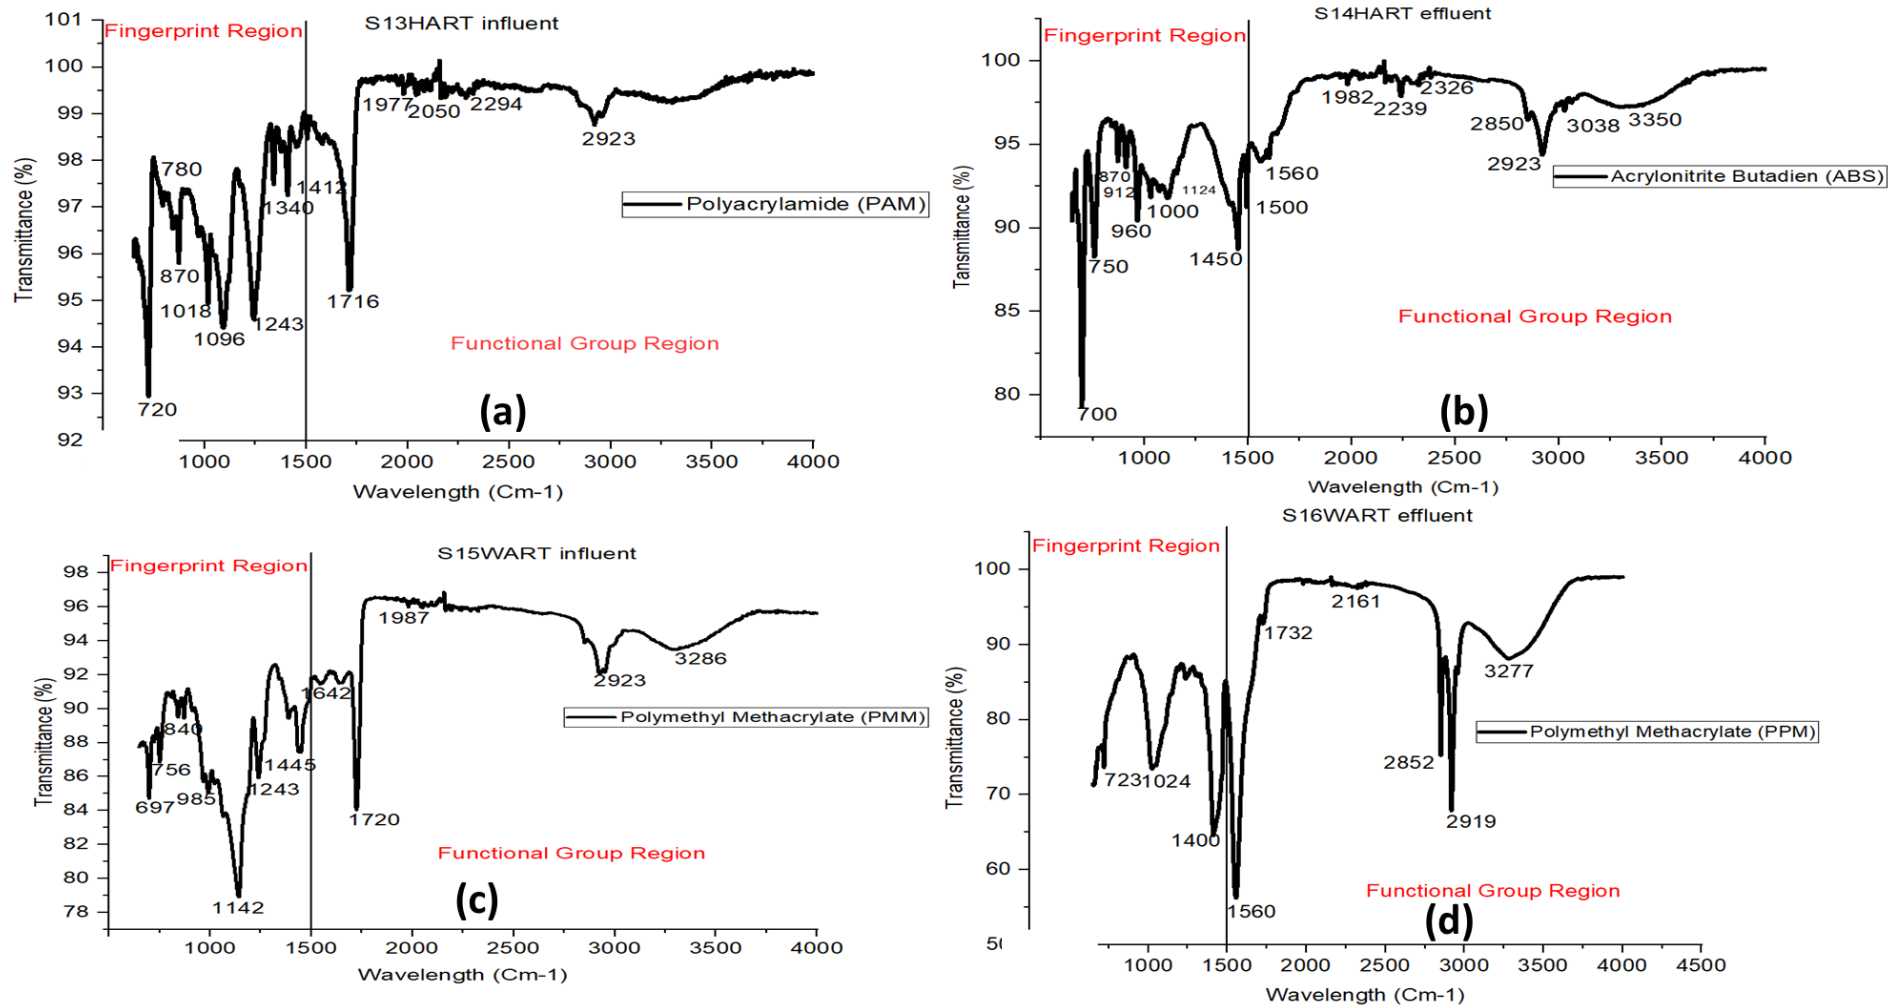 S13HART influent
Fingerprint Region
101
100
99
98
97
96
95
94
93
92
Transmittance (%)
780
870
1018
1096
1243
720
1340
1412
1716
1977
2050
2294
2923
Polyacrylamide (PAM)
Functional Group Region
(a)
1000 1500 2000 2500 3000 3500 4000
Wavelength (Cm-1)
S14HART effluent
Fingerprint Region
100
95
90
85
80
Tansmittance (%)
700
750
870
912
960
1000
1124
1450
1500
1560
1982
2239
2326
2850
2923
3038
3350
Acrylonitrite Butadien (ABS)
Functional Group Region
(b)
1000 1500 2000 2500 3000 3500 4000
Wavelength (Cm-1)
S15WART influent
Fingerprint Region
98
96
94
92
90
88
86
84
82
80
78
Transmittance (%)
697
756
840
985
1142
1243
1445
1642
1720
1987
2923
3286
Polymethyl Methacrylate (PMM)
Functional Group Region
(c)
1000 1500 2000 2500 3000 3500 4000
Wavelength (Cm-1)
S16WART effluent
Fingerprint Region
100
90
80
70
60
50
Transmittance (%)
723
1024
1400
1560
1732
2161
2852
2919
3277
Polymethyl Methacrylate (PPM)
Functional Group Region
(d)
1000 1500 2000 2500 3000 3500 4000 4500
Wavelength (Cm-1)